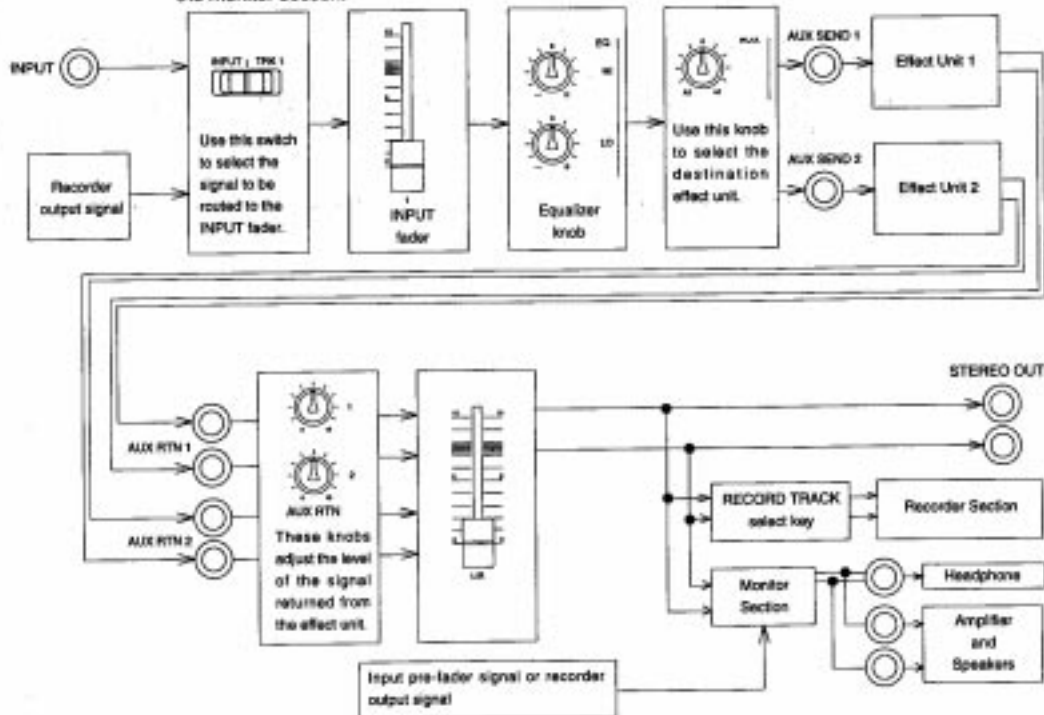 INPUT
INPUT TRK 1
Use this switch
to select the
signal to be
routed to the
INPUT fader.
Recorder
output signal
1
INPUT
fader
EQ
HI
LO
Equalizer
knob
AUX
Use this knob
to select the
destination
effect unit.
AUX SEND 1
Effect Unit 1
AUX SEND 2
Effect Unit 2
AUX RTN 1
AUX RTN 2
1
2
AUX RTN
These knobs
adjust the level
of the signal
returned from
the effect unit.
L/R
STEREO OUT
RECORD TRACK
select key
Recorder Section
Monitor
Section
Headphone
Amplifier
and
Speakers
Input pre-fader signal or recorder
output signal